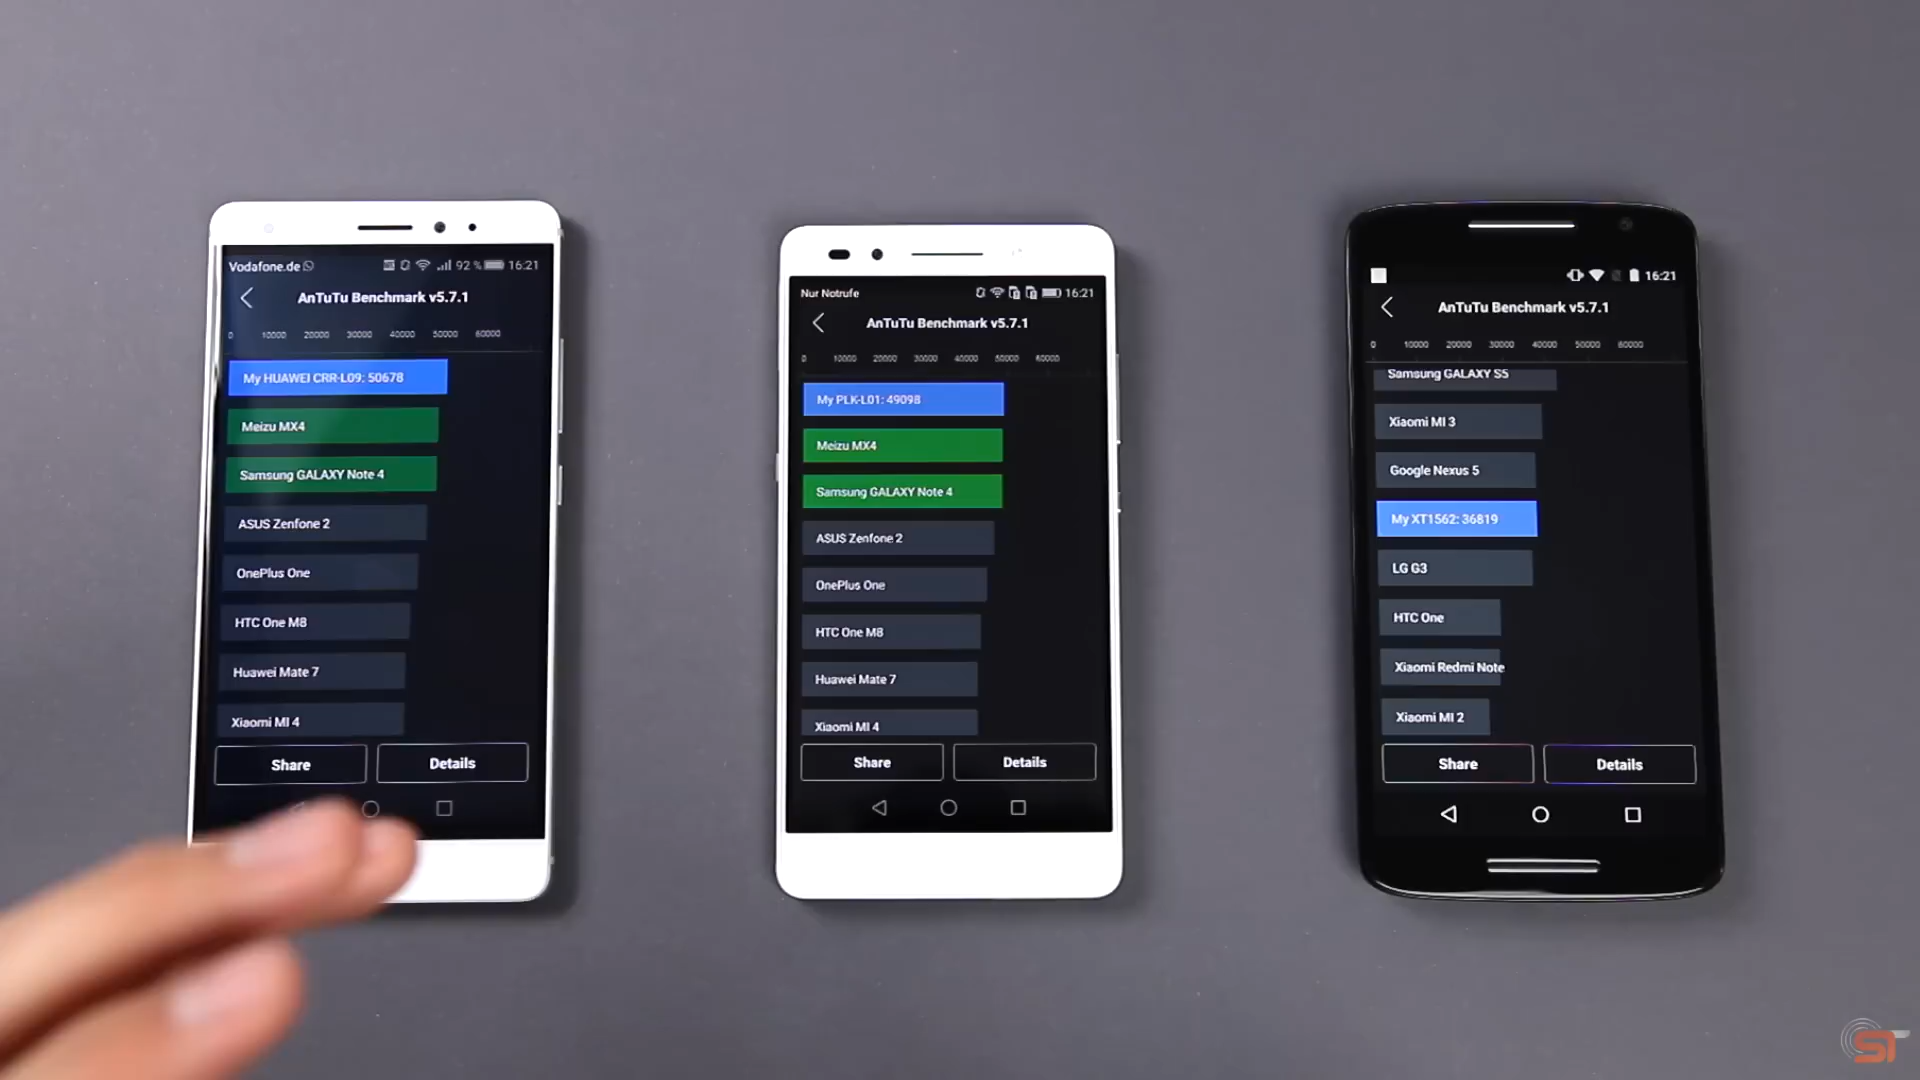 Vodafone.de
92 % 16:21
AnTuTu Benchmark v5.7.1
0 10000 20000 30000 40000 50000 60000
My HUAWEI CRR-L09: 50678
Meizu MX4
Samsung GALAXY Note 4
ASUS Zenfone 2
OnePlus One
HTC One M8
Huawei Mate 7
Xiaomi MI 4
Share Details
Nur Notrufe
16:21
AnTuTu Benchmark v5.7.1
0 10000 20000 30000 40000 50000 60000
My PLK-L01: 49098
Meizu MX4
Samsung GALAXY Note 4
ASUS Zenfone 2
OnePlus One
HTC One M8
Huawei Mate 7
Xiaomi MI 4
Share Details
16:21
AnTuTu Benchmark v5.7.1
0 10000 20000 30000 40000 50000 60000
Samsung GALAXY S5
Xiaomi MI 3
Google Nexus 5
My XT1562: 36819
LG G3
HTC One
Xiaomi Redmi Note
Xiaomi MI 2
Share Details
ST